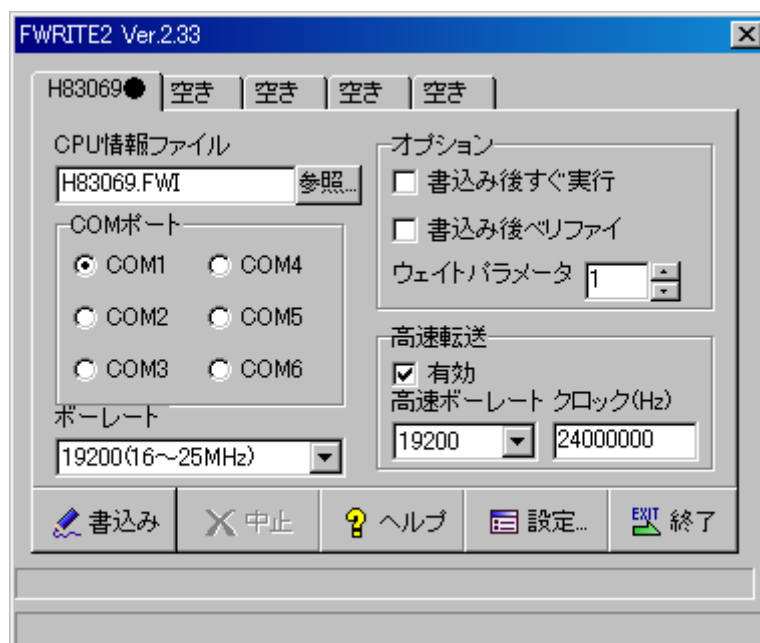 FWRITE2 Ver.2.33
H83069● 空き 空き 空き 空き
CPU情報ファイル
H83069.FWI 参照...
COMポート
COM1 COM4
COM2 COM5
COM3 COM6
ボーレート
19200(16～25MHz)
オプション
書込み後すぐ実行
書込み後ベリファイ
ウェイトパラメータ 1
高速転送
有効
高速ボーレート クロック(Hz)
19200 24000000
書込み 中止 ヘルプ 設定... EXIT 終了